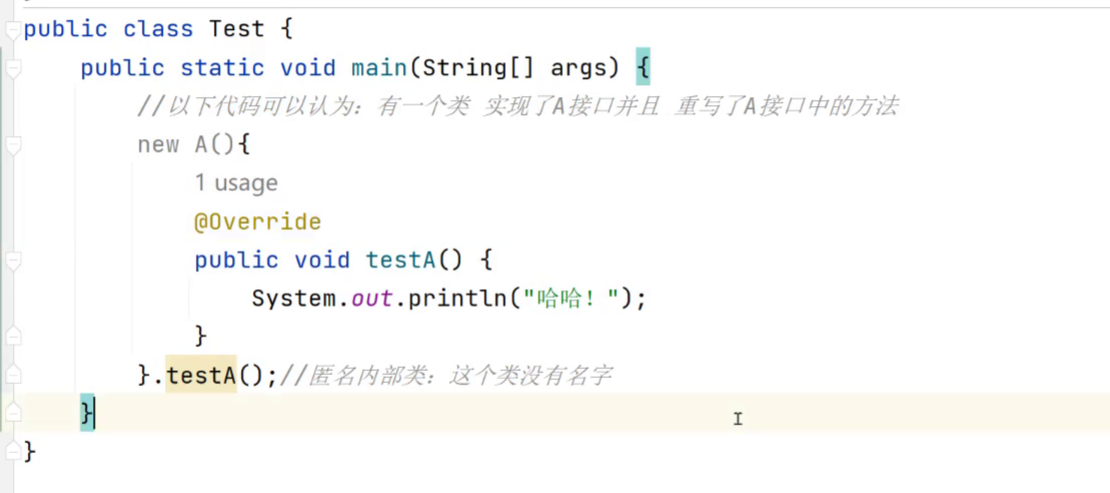 public class Test {
public static void main(String[] args) {
//以下代码可以认为：有一个类 实现了A接口并且 重写了A接口中的方法
new A(){
1 usage
@Override
public void testA() {
System.out.println("哈哈！");
}
}.testA();//匿名内部类：这个类没有名字
}
}